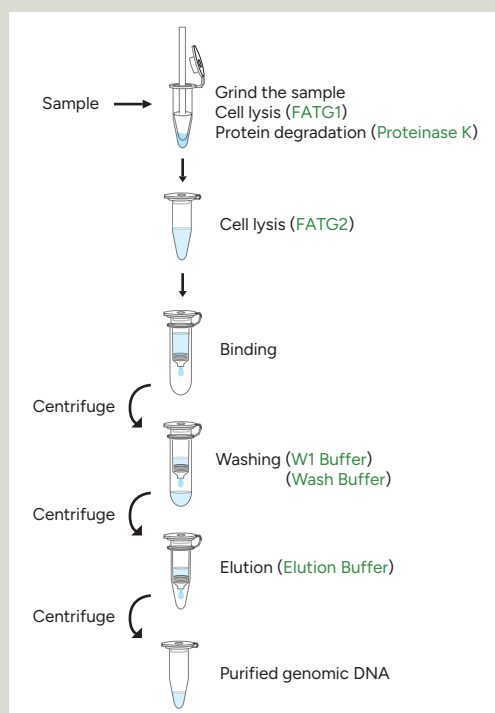 Sample
Grind the sample
Cell lysis (FATG1)
Protein degradation (Proteinase K)
Cell lysis (FATG2)
Binding
Centrifuge
Washing (W1 Buffer)
(Wash Buffer)
Centrifuge
Elution (Elution Buffer)
Centrifuge
Purified genomic DNA